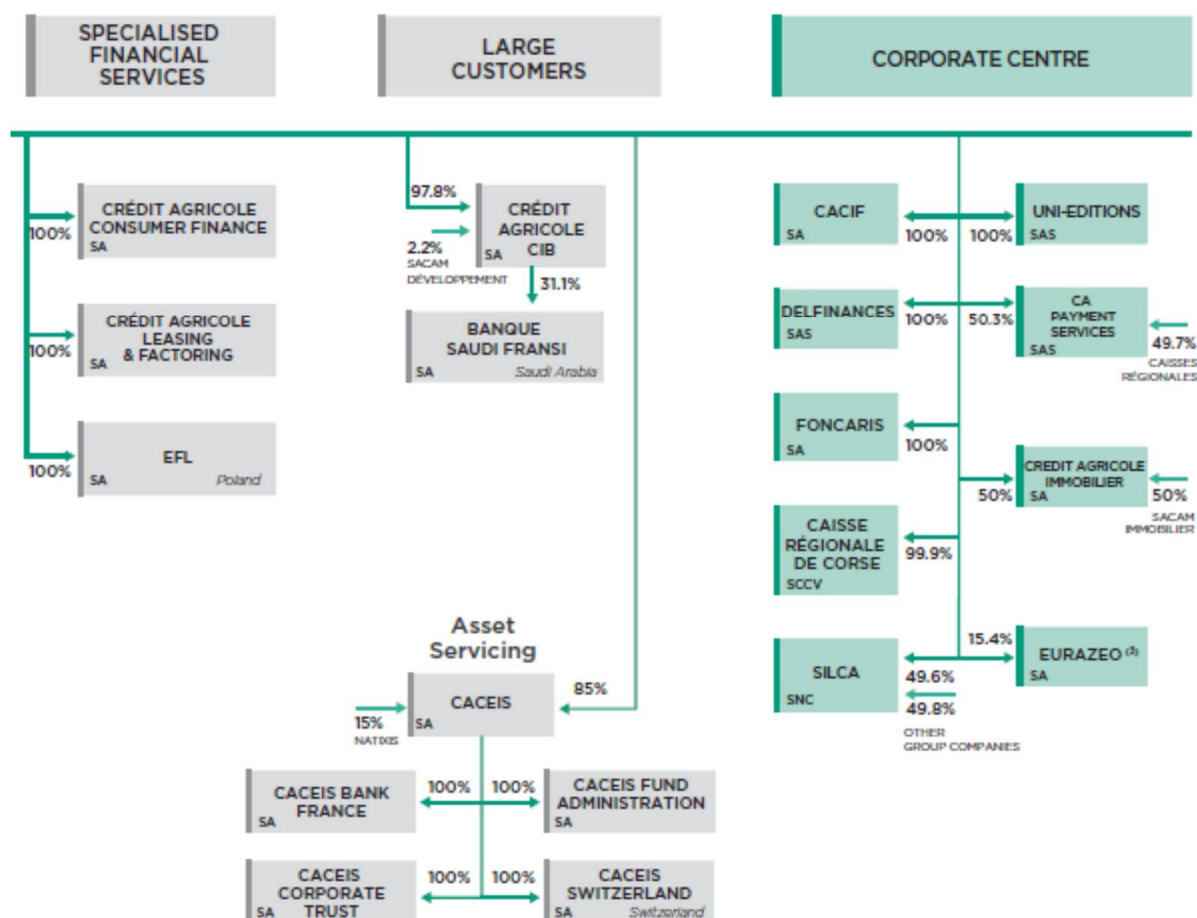 SPECIALISED
FINANCIAL
SERVICES
LARGE
CUSTOMERS
CORPORATE CENTRE
100%
CRÉDIT AGRICOLE
CONSUMER FINANCE
SA
100%
CRÉDIT AGRICOLE
LEASING
& FACTORING
SA
100%
EFL
SA
Poland
97.8%
2.2%
SACAM
DÉVELOPPEMENT
CRÉDIT
AGRICOLE
CIB
SA
31.1%
BANQUE
SAUDI FRANSI
SA
Saudi Arabia
Asset
Servicing
15%
NATIXIS
CACEIS
SA
85%
CACEIS BANK
FRANCE
SA
100%
100%
CACEIS FUND
ADMINISTRATION
SA
CACEIS
CORPORATE
TRUST
SA
100%
100%
CACEIS
SWITZERLAND
SA
Switzerland
CACIF
SA
100%
100%
UNI-EDITIONS
SAS
DELFINANCES
SAS
100%
50.3%
CA
PAYMENT
SERVICES
SAS
49.7%
CAISSES
RÉGIONALES
FONCARIS
SA
100%
50%
CREDIT AGRICOLE
IMMOBILIER
SA
50%
SACAM
IMMOBILIER
CAISSE
RÉGIONALE
DE CORSE
SCCV
99.9%
SILCA
SNC
49.6%
49.8%
OTHER
GROUP COMPANIES
15.4%
EURAZEO (3)
SA